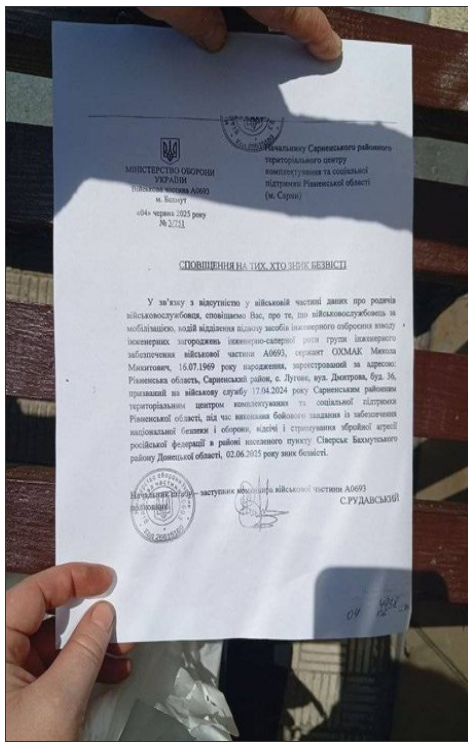 МІНІСТЕРСТВО ОБОРОНИ
УКРАЇНИ
Військова частина А0693
м. Бахмут
«04» червня 2025 року
№ 2/751
Начальнику Сарненського районного
територіального центру
комплектування та соціальної
підтримки Рівненської області
(м. Сарни)
СПОВІЩЕННЯ НА ТИХ, ХТО ЗНИК БЕЗВІСТІ
У зв’язку з відсутністю у військовій частині даних про родичів
військовослужбовця, сповіщаємо Вас, про те, що військовослужбовець за
мобілізацією, водій відділення підвозу засобів інженерного озброєння взводу
інженерних загороджень інженерно-саперної роти групи інженерного
забезпечення військової частини А0693, сержант ОХМАК Микола
Микитович, 16.07.1969 року народження, зареєстрований за адресою:
Рівненська область, Сарненський район, с. Лугове, вул. Дмитрова, буд. 36,
призваний на військову службу 17.04.2024 року Сарненським районним
територіальним центром комплектування та соціальної підтримки
Рівненської області, під час виконання бойового завдання із забезпечення
національної безпеки і оборони, відсічі і стримування збройної агресії
російської федерації в районі населеного пункту Сіверськ Бахмутського
району Донецької області, 02.06.2025 року зник безвісті.
Начальник штабу – заступник командира військової частини А0693
полковник
С.РУДАВСЬКИЙ
04